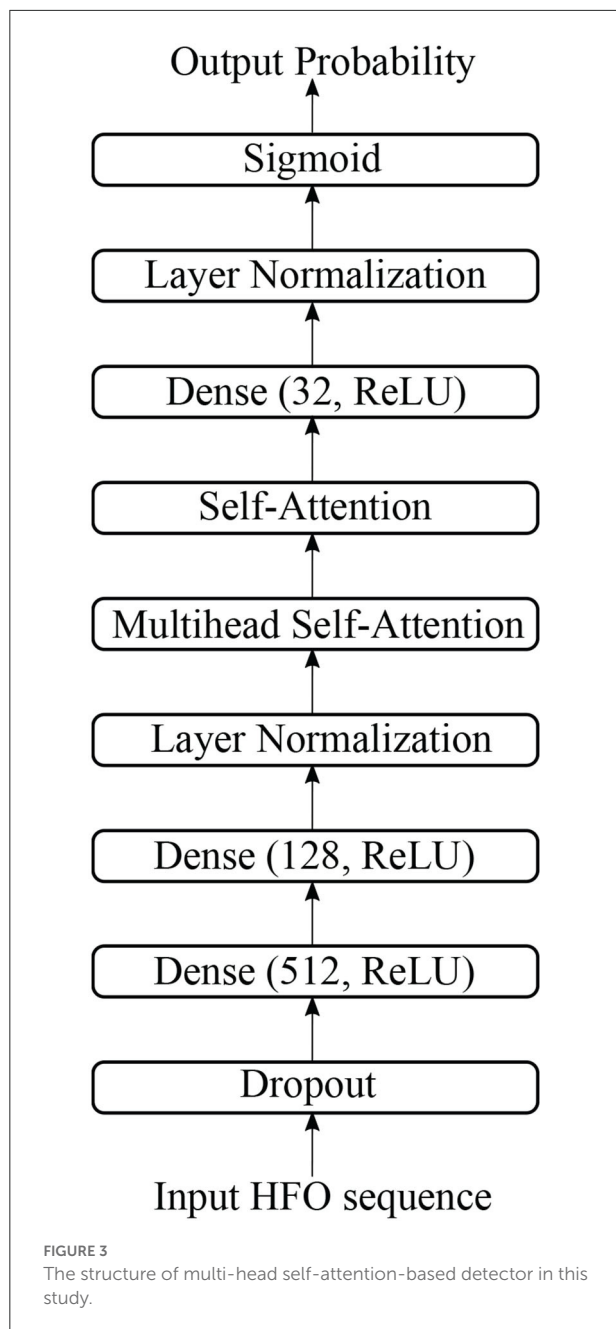 Output Probability
Sigmoid
Layer Normalization
Dense (32, ReLU)
Self-Attention
Multihead Self-Attention
Layer Normalization
Dense (128, ReLU)
Dense (512, ReLU)
Dropout
Input HFO sequence
FIGURE 3
The structure of multi-head self-attention-based detector in this
study.